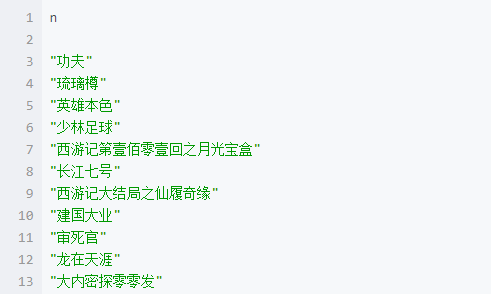 1 n
2
3 "功夫"
4 "琉璃樽"
5 "英雄本色"
6 "少林足球"
7 "西游记第壹佰零壹回之月光宝盒"
8 "长江七号"
9 "西游记大结局之仙履奇缘"
10 "建国大业"
11 "审死官"
12 "龙在天涯"
13 "大内密探零零发"